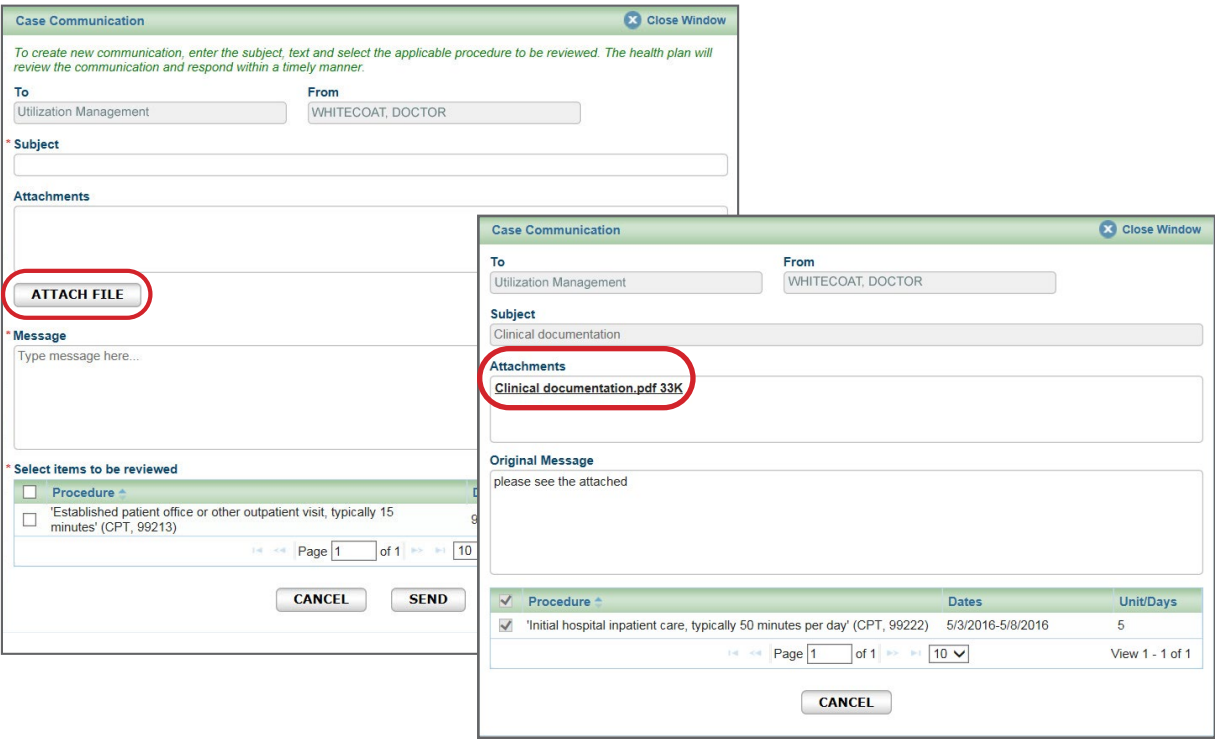 Case Communication
Close Window
To create new communication, enter the subject, text and select the applicable procedure to be reviewed. The health plan will
review the communication and respond within a timely manner.
To From
Utilization Management WHITECOAT, DOCTOR
* Subject
Attachments
ATTACH FILE
* Message
Type message here...
* Select items to be reviewed
Procedure
'Established patient office or other outpatient visit, typically 15
minutes' (CPT, 99213)
Page 1 of 1 10
CANCEL SEND
Case Communication
Close Window
To From
Utilization Management WHITECOAT, DOCTOR
Subject
Clinical documentation
Attachments
Clinical documentation.pdf 33K
Original Message
please see the attached
Procedure Dates Unit/Days
'Initial hospital inpatient care, typically 50 minutes per day' (CPT, 99222) 5/3/2016-5/8/2016 5
Page 1 of 1 10 View 1 - 1 of 1
CANCEL